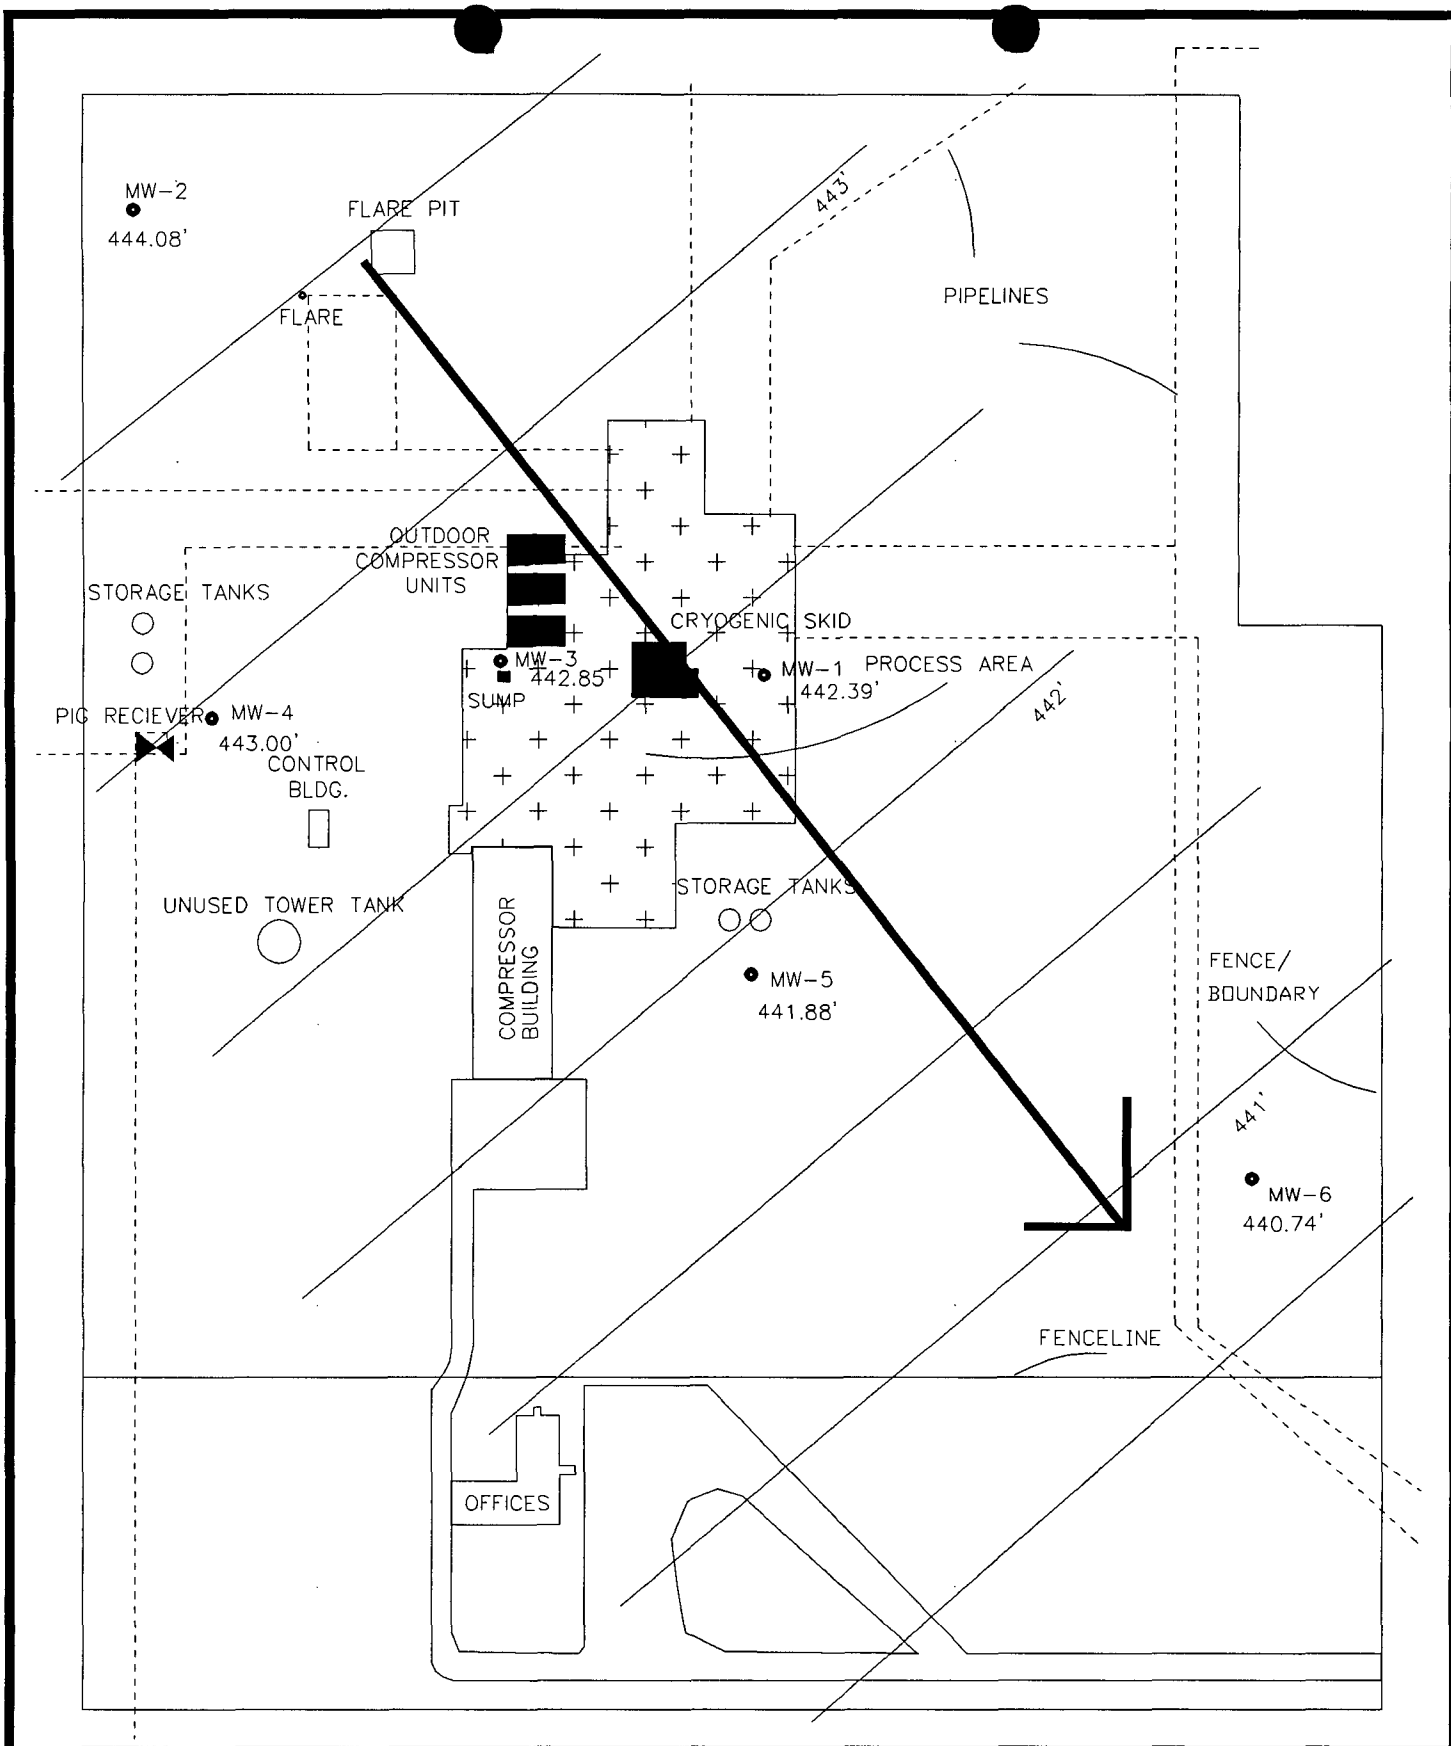 MW-2
444.08'
FLARE PIT
443'
PIPELINES
FLARE
OUTDOOR
COMPRESSOR
UNITS
STORAGE TANKS
CRYOGENIC SKID
MW-3
442.85'
SUMP
MW-1
442.39'
PROCESS AREA
442'
PIG RECIEVER
MW-4
443.00'
CONTROL
BLDG.
UNUSED TOWER TANK
STORAGE TANKS
COMPRESSOR
BUILDING
MW-5
441.88'
FENCE/
BOUNDARY
441'
MW-6
440.74'
FENCELINE
OFFICES